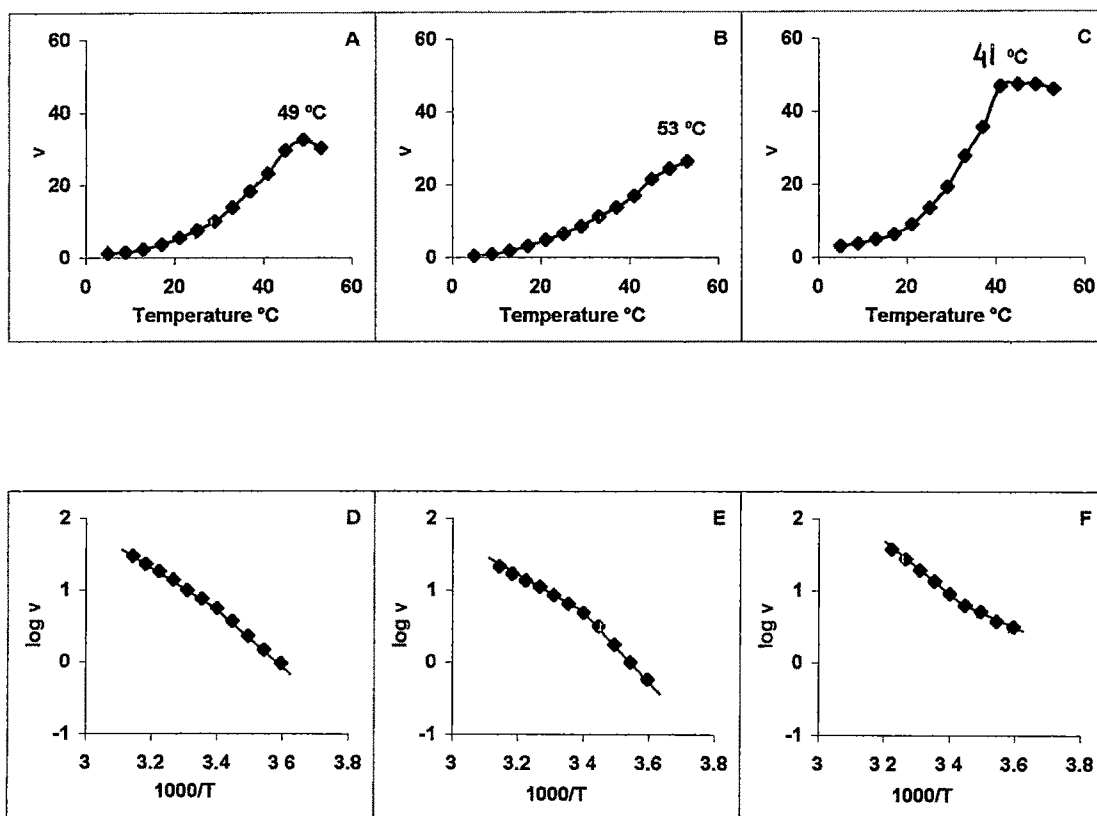 A
60
40
20
0
v
49 ºC
0 20 40 60
Temperature ºC
B
60
40
20
0
v
53 ºC
0 20 40 60
Temperature ºC
C
60
40
20
0
v
41 ºC
0 20 40 60
Temperature ºC
D
2
1
0
-1
log v
3 3.2 3.4 3 6 3.8
1000/T
E
2
1
0
-1
log v
3 3.2 3 4 3.6 3.8
1000/T
F
2
1
0
-1
log v
3 3 2 3.4 3.6 3.8
1000/T